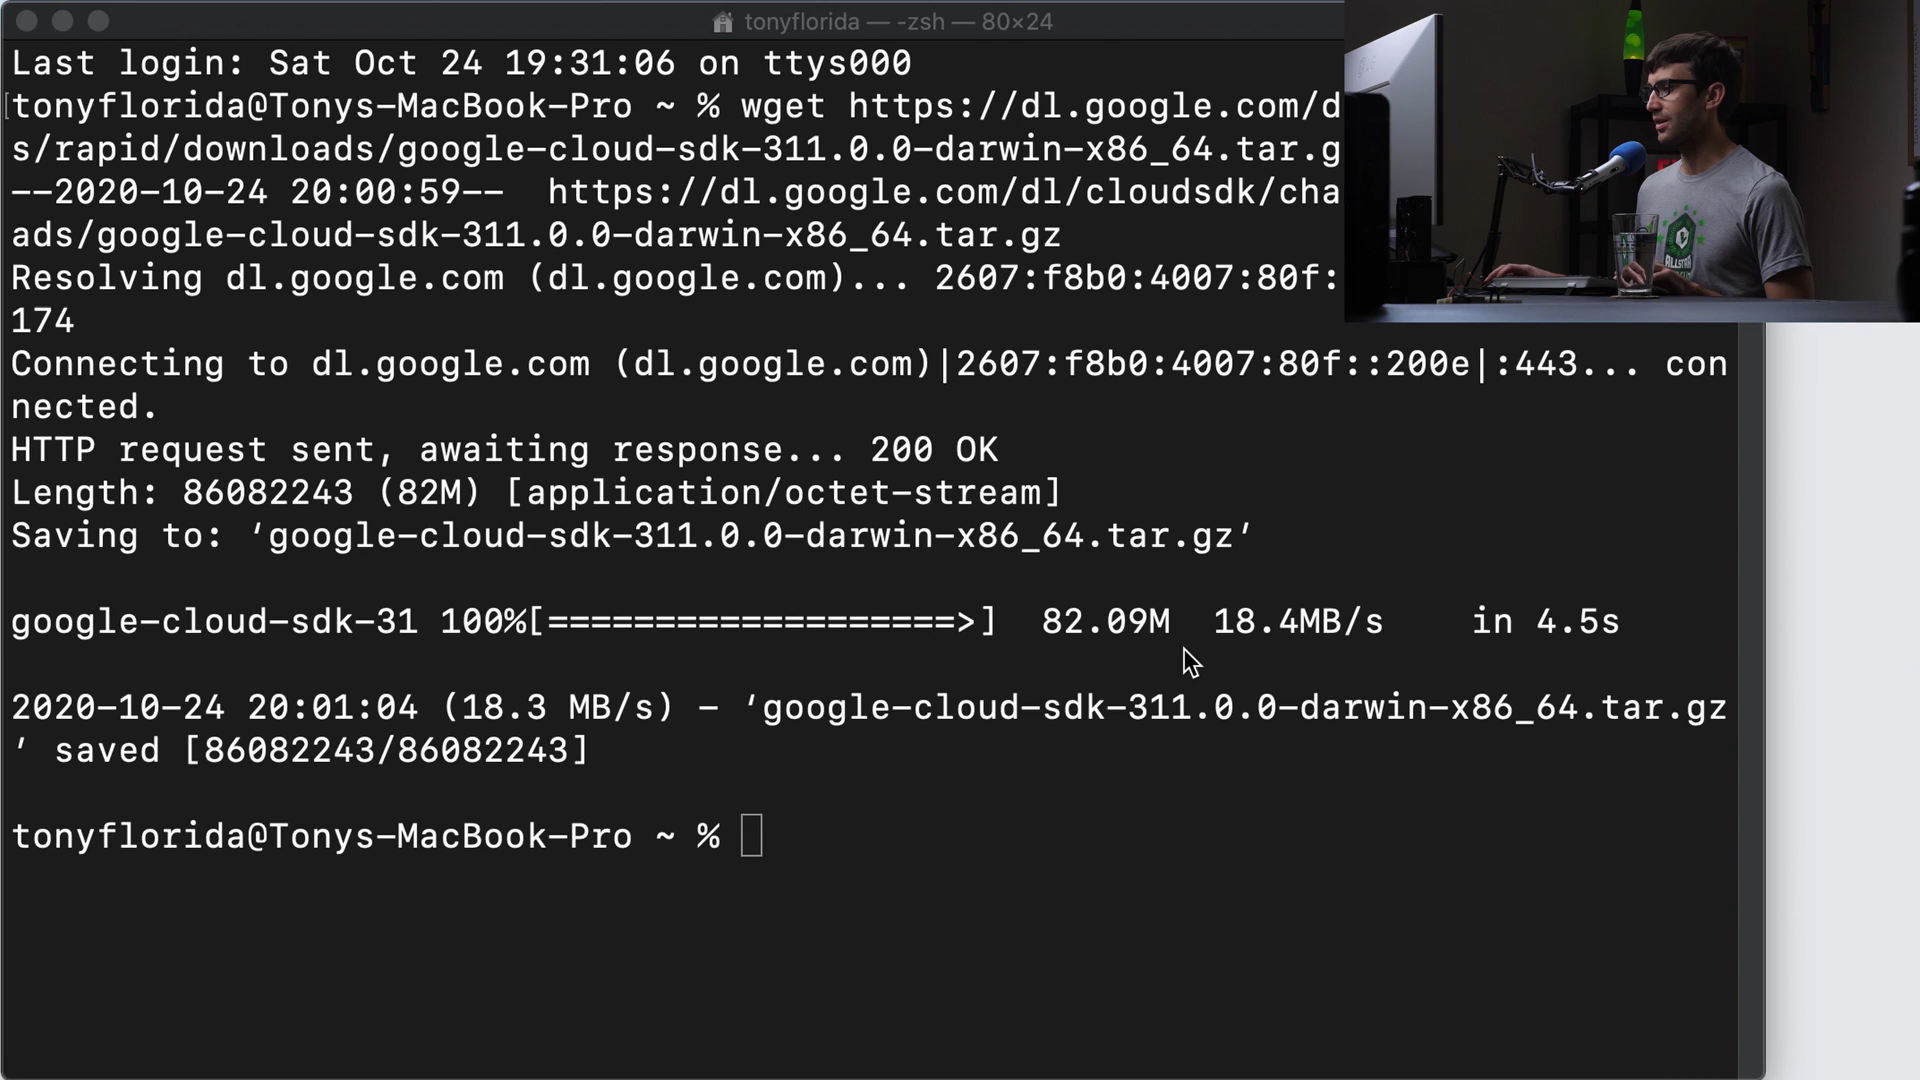 tonyflorida — -zsh — 80×24
Last login: Sat Oct 24 19:31:06 on ttys000
[tonyflorida@Tonys-MacBook-Pro ~ % wget https://dl.google.com/d
s/rapid/downloads/google-cloud-sdk-311.0.0-darwin-x86_64.tar.g
--2020-10-24 20:00:59--  https://dl.google.com/dl/cloudsdk/cha
ads/google-cloud-sdk-311.0.0-darwin-x86_64.tar.gz
Resolving dl.google.com (dl.google.com)... 2607:f8b0:4007:80f:
174
Connecting to dl.google.com (dl.google.com)|2607:f8b0:4007:80f::200e|:443... con
nected.
HTTP request sent, awaiting response... 200 OK
Length: 86082243 (82M) [application/octet-stream]
Saving to: ‘google-cloud-sdk-311.0.0-darwin-x86_64.tar.gz’
google-cloud-sdk-31 100%[===================>]  82.09M  18.4MB/s    in 4.5s
2020-10-24 20:01:04 (18.3 MB/s) - ‘google-cloud-sdk-311.0.0-darwin-x86_64.tar.gz
’ saved [86082243/86082243]
tonyflorida@Tonys-MacBook-Pro ~ %
ALLSTAR